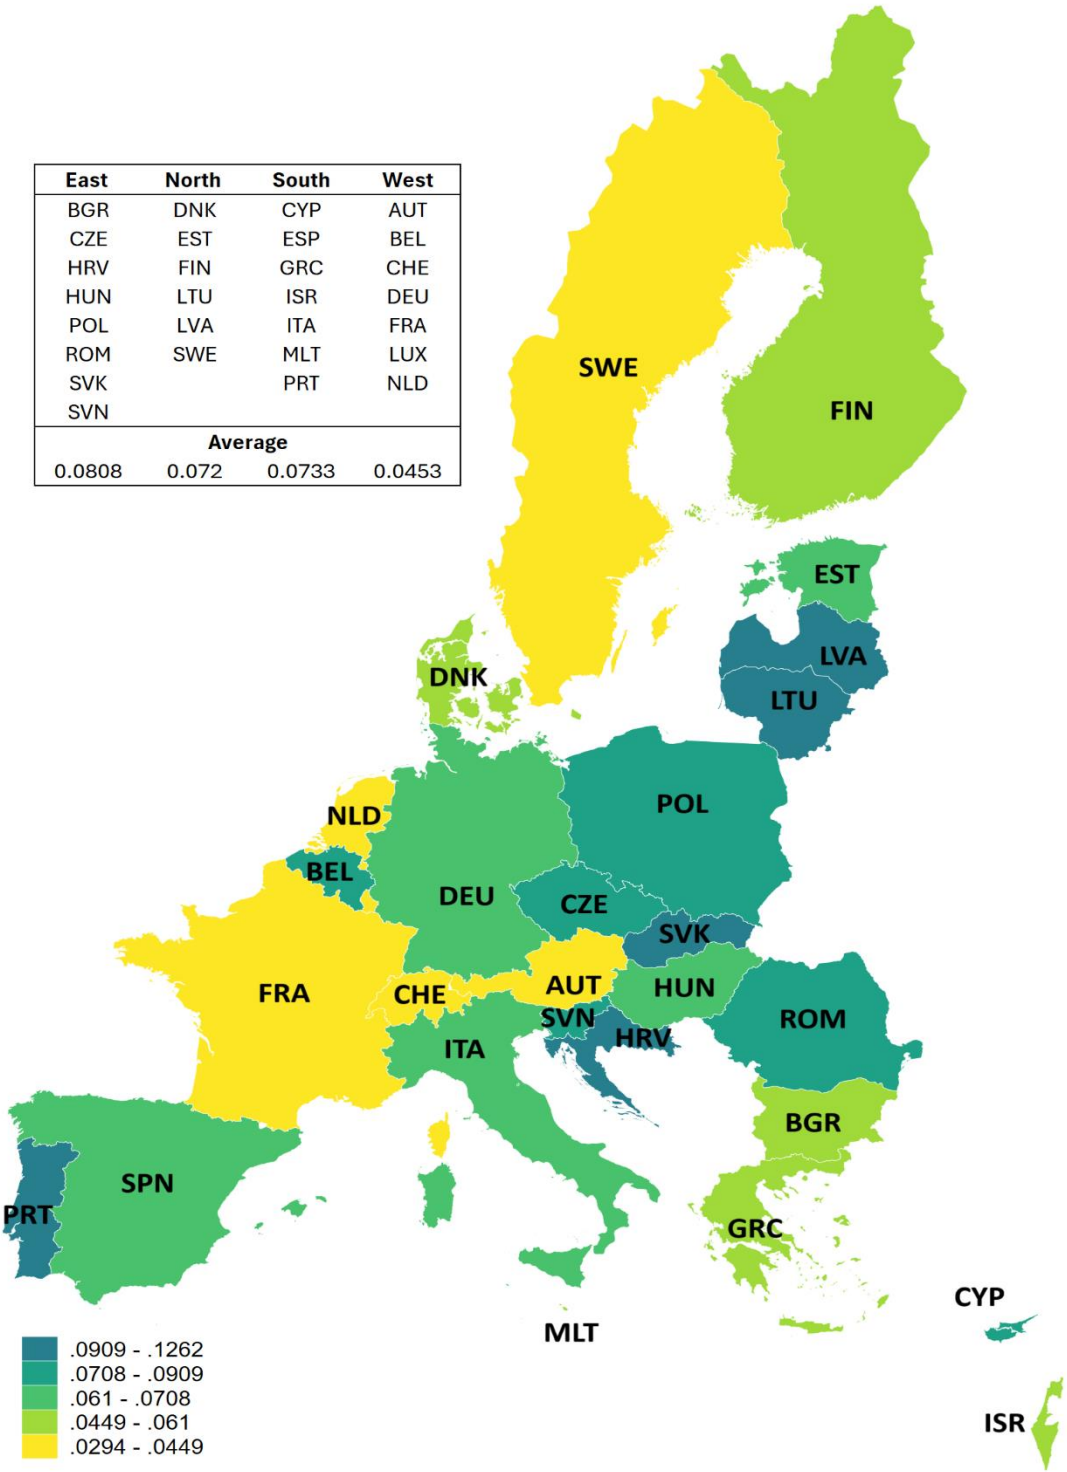 East North South West
BGR DNK CYP AUT
CZE EST ESP BEL
HRV FIN GRC CHE
HUN LTU ISR DEU
POL LVA ITA FRA
ROM SWE MLT LUX
SVK PRT NLD
SVN
Average
0.0808 0.072 0.0733 0.0453
SWE
FIN
EST
LVA
DNK
LTU
POL
NLD
BEL
DEU
CZE
SVK
AUT
HUN
FRA
CHE
SVN
ROM
HRV
ITA
BGR
SPN
PRT
GRC
CYP
MLT
ISR
.0909 - .1262
.0708 - .0909
.061 - .0708
.0449 - .061
.0294 - .0449